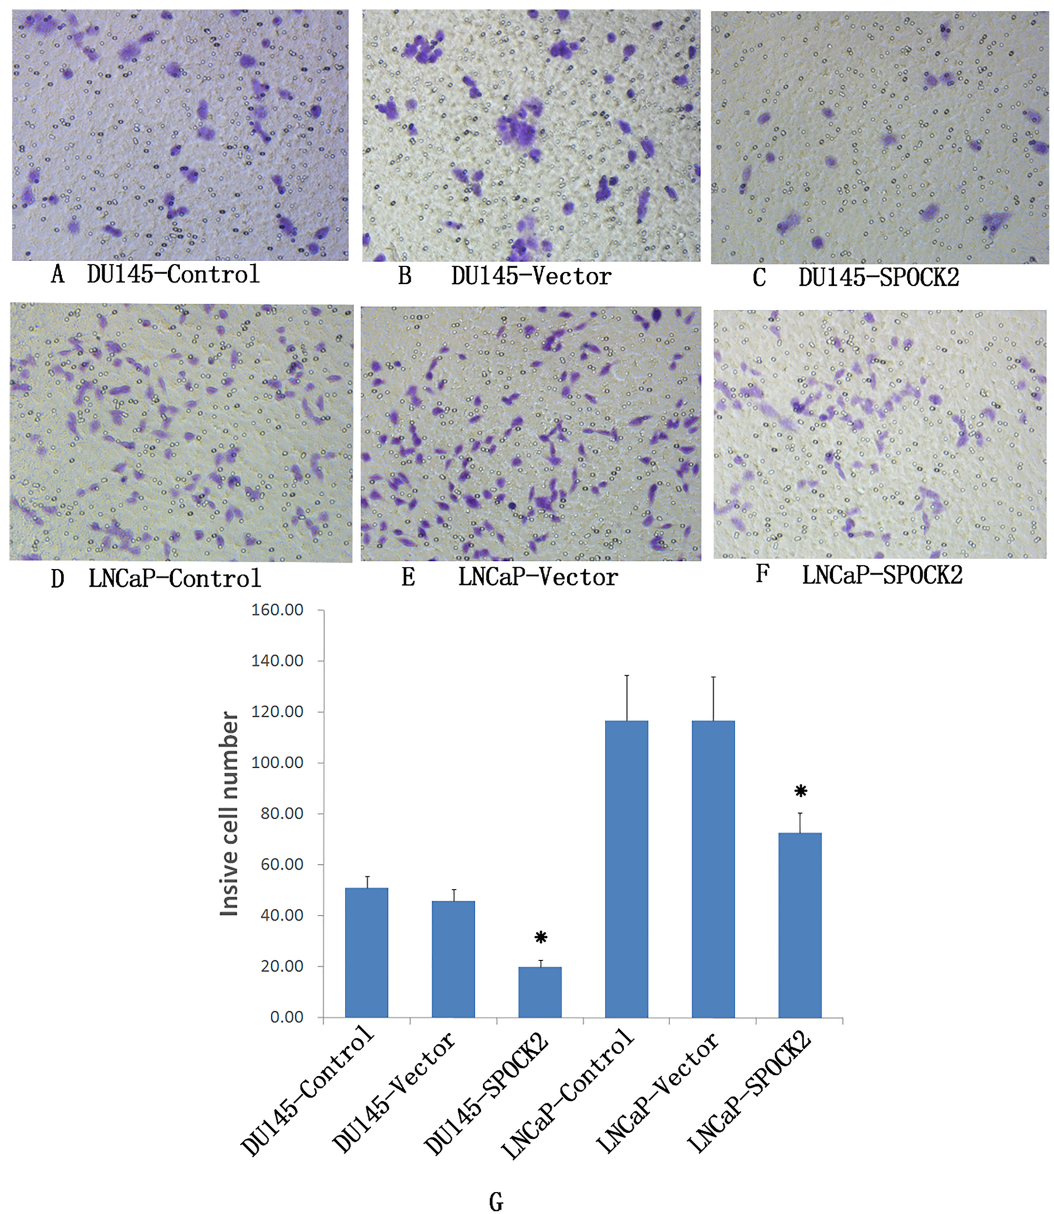 A DU145-Control
B DU145-Vector
C DU145-SPOCK2
D LNCaP-Control
E LNCaP-Vector
F LNCaP-SPOCK2
160.00
140.00
120.00
100.00
80.00
60.00
40.00
20.00
0.00
Insive cell number
*
*
DU145-Control
DU145-Vector
DU145-SPOCK2
LNCaP-Control
LNCaP-Vector
LNCaP-SPOCK2
G